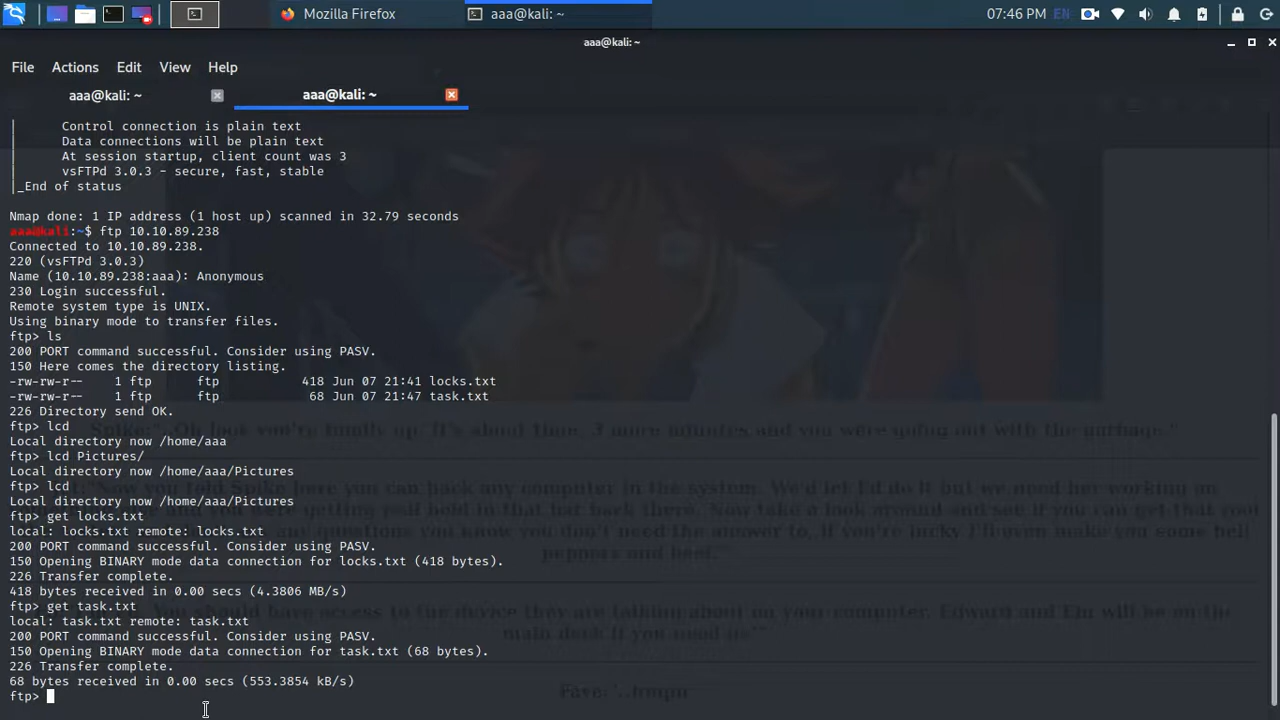 Mozilla Firefox
aaa@kali: ~
07:46 PM EN
aaa@kali: ~
File Actions Edit View Help
aaa@kali: ~
aaa@kali: ~
| Control connection is plain text
| Data connections will be plain text
| At session startup, client count was 3
| vsFTPd 3.0.3 - secure, fast, stable
|_End of status
Nmap done: 1 IP address (1 host up) scanned in 32.79 seconds
aaa@kali:~$ ftp 10.10.89.238
Connected to 10.10.89.238.
220 (vsFTPd 3.0.3)
Name (10.10.89.238:aaa): Anonymous
230 Login successful.
Remote system type is UNIX.
Using binary mode to transfer files.
ftp> ls
200 PORT command successful. Consider using PASV.
150 Here comes the directory listing.
-rw-rw-r-- 1 ftp ftp 418 Jun 07 21:41 locks.txt
-rw-rw-r-- 1 ftp ftp 68 Jun 07 21:47 task.txt
226 Directory send OK.
ftp> lcd
Local directory now /home/aaa
ftp> lcd Pictures/
Local directory now /home/aaa/Pictures
ftp> lcd
Local directory now /home/aaa/Pictures
ftp> get locks.txt
local: locks.txt remote: locks.txt
200 PORT command successful. Consider using PASV.
150 Opening BINARY mode data connection for locks.txt (418 bytes).
226 Transfer complete.
418 bytes received in 0.00 secs (4.3806 MB/s)
ftp> get task.txt
local: task.txt remote: task.txt
200 PORT command successful. Consider using PASV.
150 Opening BINARY mode data connection for task.txt (68 bytes).
226 Transfer complete.
68 bytes received in 0.00 secs (553.3854 kB/s)
ftp>